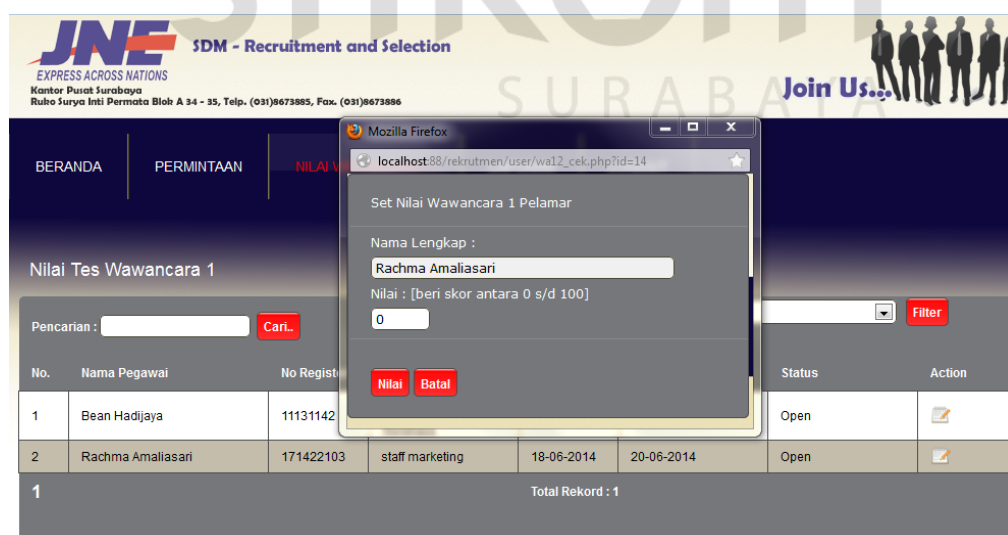 JNE
SDM - Recruitment and Selection
EXPRESS ACROSS NATIONS
Kantor Pusat Surabaya
Ruko Surya Inti Permata Blok A 34 - 35, Telp. (031)8673885, Fax. (031)8673886
SURABAYA
Join Us...
BERANDA
PERMINTAAN
NILAI
Mozilla Firefox
localhost:88/rekrutmen/user/wa12_cek.php?id=14
Set Nilai Wawancara 1 Pelamar
Nama Lengkap :
Rachma Amaliasari
Nilai : [beri skor antara 0 s/d 100]
0
Nilai Batal
Nilai Tes Wawancara 1
Pencarian : Cari.. Filter
No. Nama Pegawai No Regist Status Action
1 Bean Hadijaya 11131142 Open
2 Rachma Amaliasari 171422103 staff marketing 18-06-2014 20-06-2014 Open
1 Total Rekord : 1